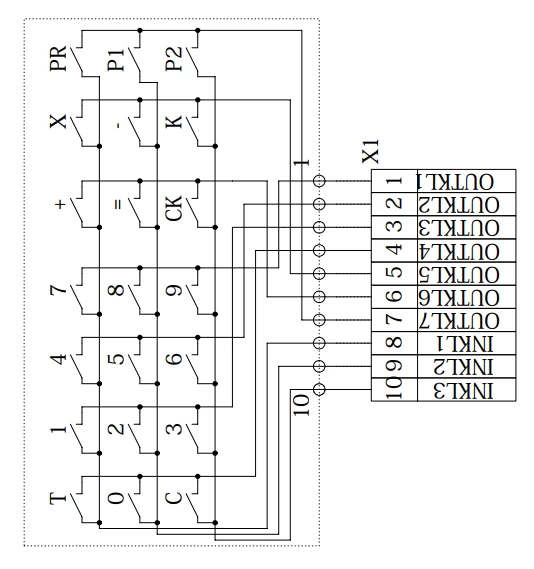 PR P1 P2
X - K
+ = CK
7 8 9
4 5 6
1 2 3
T 0 C
1
10
X1
1 OUTKL1
2 OUTKL2
3 OUTKL3
4 OUTKL4
5 OUTKL5
6 OUTKL6
7 OUTKL7
8 INKL1
9 INKL2
10 INKL3